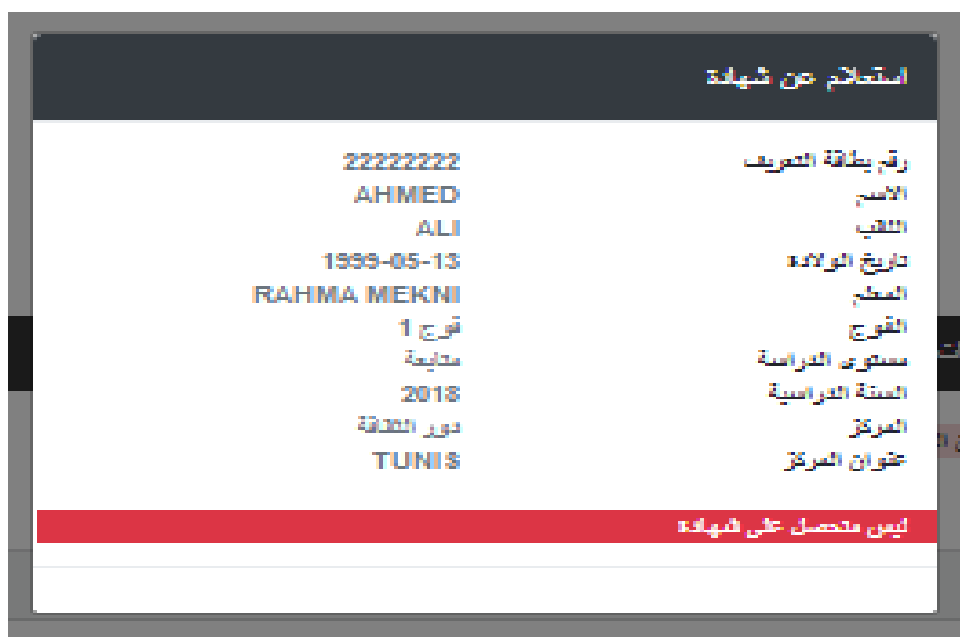 استعلام عن شهادة
رقم بطاقة التعريف 22222222
الاسم AHMED
اللقب ALI
تاريخ الولادة 1999-05-13
المعلم RAHMA MEKNI
الفوج فوج 1
مستوى الدراسة متابعة
السنة الدراسية 2018
المركز دور الثقافة
عنوان المركز TUNIS
ليس متحصل على شهادة